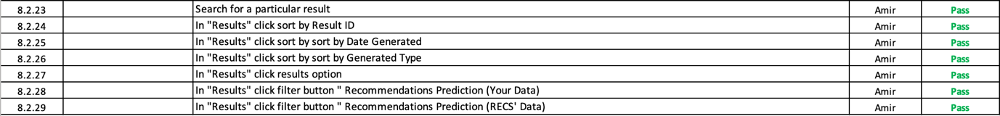 8.2.23 Search for a particular result Amir Pass
8.2.24 In "Results" click sort by Result ID Amir Pass
8.2.25 In "Results" click sort by sort by Date Generated Amir Pass
8.2.26 In "Results" click sort by sort by Generated Type Amir Pass
8.2.27 In "Results" click results option Amir Pass
8.2.28 In "Results" click filter button " Recommendations Prediction (Your Data) Amir Pass
8.2.29 In "Results" click filter button " Recommendations Prediction (RECS' Data) Amir Pass